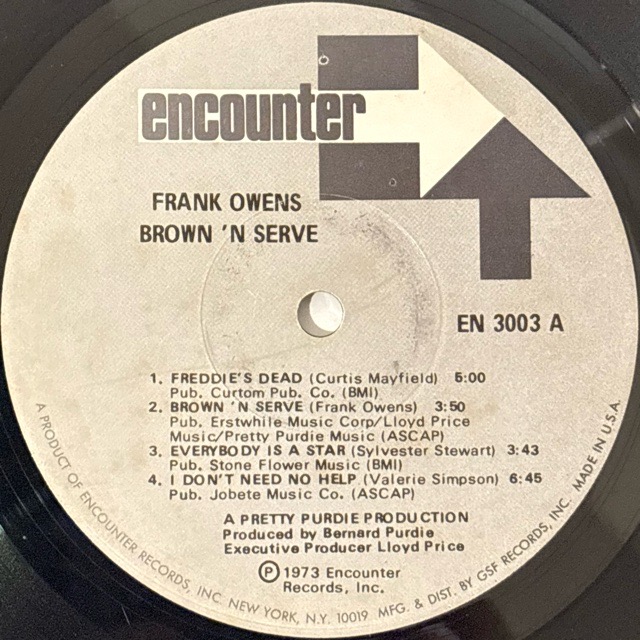 encounter
FRANK OWENS
BROWN 'N SERVE
EN 3003 A
1. FREDDIE'S DEAD (Curtis Mayfield) 5:00
Pub. Curtom Pub. Co. (BMI)
2. BROWN 'N SERVE (Frank Owens) 3:50
Pub. Erstwhile Music Corp/Lloyd Price
Music/Pretty Purdie Music (ASCAP)
3. EVERYBODY IS A STAR (Sylvester Stewart) 3:43
Pub. Stone Flower Music (BMI)
4. I DON'T NEED NO HELP (Valerie Simpson) 6:45
Pub. Jobete Music Co. (ASCAP)
A PRETTY PURDIE PRODUCTION
Produced by Bernard Purdie
Executive Producer Lloyd Price
Ⓟ 1973 Encounter
Records, Inc.
A PRODUCT OF ENCOUNTER RECORDS, INC. NEW YORK, N.Y. 10019 MFG. & DIST. BY GSF RECORDS, INC. MADE IN U.S.A.